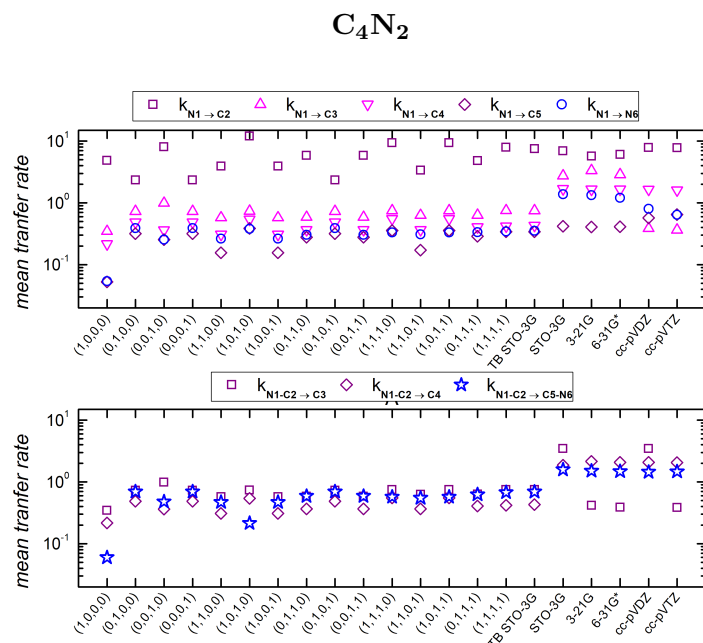 C₄N₂
k N1 → C2 k N1 → C3 k N1 → C4 k N1 → C5 k N1 → N6
mean tranfer rate
10¹
10⁰
10⁻¹
(1,0,0,0) (0,1,0,0) (0,0,1,0) (0,0,0,1) (1,1,0,0) (1,0,1,0) (1,0,0,1) (0,1,1,0) (0,1,0,1) (0,0,1,1) (1,1,1,0) (1,1,0,1) (1,0,1,1) (0,1,1,1) (1,1,1,1) TB STO-3G STO-3G 3-21G 6-31G* cc-pVDZ cc-pVTZ
k N1-C2 → C3 k N1-C2 → C4 k N1-C2 → C5-N6
mean tranfer rate
10¹
10⁰
10⁻¹
(1,0,0,0) (0,1,0,0) (0,0,1,0) (0,0,0,1) (1,1,0,0) (1,0,1,0) (1,0,0,1) (0,1,1,0) (0,1,0,1) (0,0,1,1) (1,1,1,0) (1,1,0,1) (1,0,1,1) (0,1,1,1) (1,1,1,1) TB STO-3G STO-3G 3-21G 6-31G* cc-pVDZ cc-pVTZ